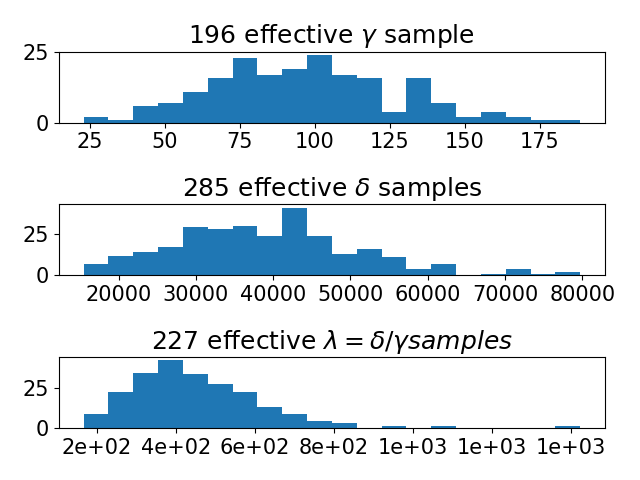 196 effective γ sample
25
0
25 50 75 100 125 150 175
285 effective δ samples
25
0
20000 30000 40000 50000 60000 70000 80000
227 effective λ = δ/γsamples
25
0
2e+02 4e+02 6e+02 8e+02 1e+03 1e+03 1e+03